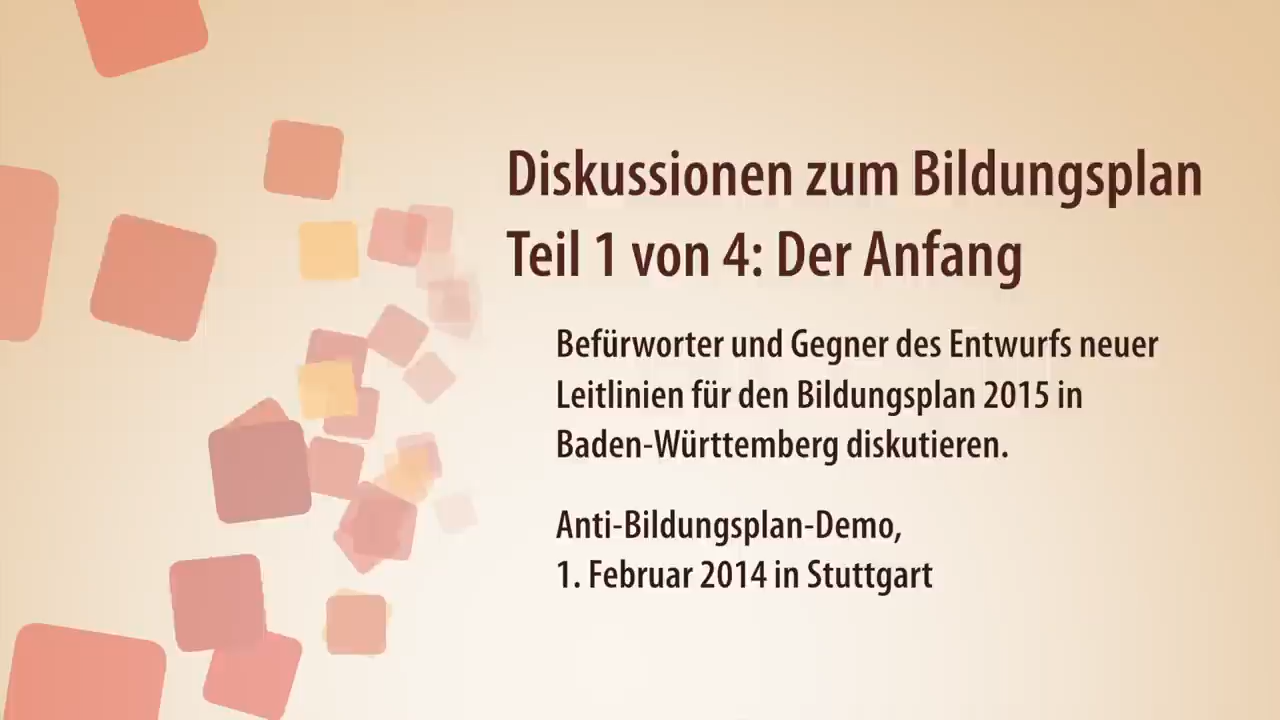 Diskussionen zum Bildungsplan
Teil 1 von 4: Der Anfang
Befürworter und Gegner des Entwurfs neuer
Leitlinien für den Bildungsplan 2015 in
Baden-Württemberg diskutieren.
Anti-Bildungsplan-Demo,
1. Februar 2014 in Stuttgart